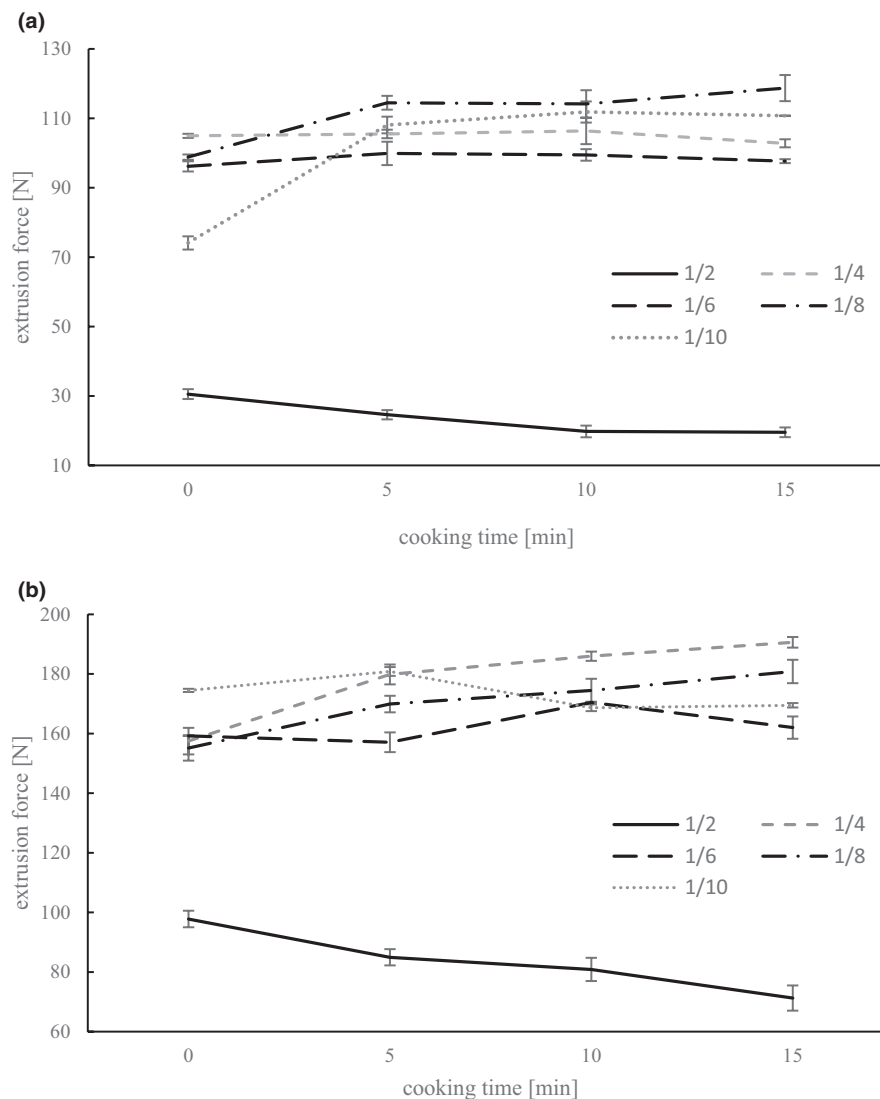 (a)
130
110
90
70
50
30
10
extrusion force [N]
1/2 1/4
1/6 1/8
1/10
0 5 10 15
cooking time [min]
(b)
200
180
160
140
120
100
80
60
extrusion force [N]
1/2 1/4
1/6 1/8
1/10
0 5 10 15
cooking time [min]